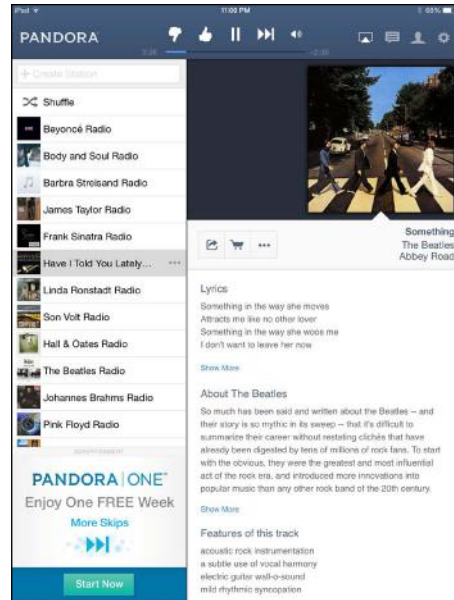 iPad
11:00 PM
65%
PANDORA
+ Create Station
Shuffle
Beyoncé Radio
Body and Soul Radio
Barbra Streisand Radio
James Taylor Radio
Frank Sinatra Radio
Have I Told You Lately...
Linda Ronstadt Radio
Son Volt Radio
Hall & Oates Radio
The Beatles Radio
Johannes Brahms Radio
Pink Floyd Radio
ADVERTISEMENT
PANDORA | ONE™
Enjoy One FREE Week
More Skips
Start Now
Something
The Beatles
Abbey Road
Lyrics
Something in the way she moves
Attracts me like no other lover
Something in the way she woos me
I don't want to leave her now
Show More
About The Beatles
So much has been said and written about the Beatles -- and
their story is so mythic in its sweep -- that it's difficult to
summarize their career without restating clichés that have
already been digested by tens of millions of rock fans. To start
with the obvious, they were the greatest and most influential
act of the rock era, and introduced more innovations into
popular music than any other rock band of the 20th century.
Show More
Features of this track
acoustic rock instrumentation
a subtle use of vocal harmony
electric guitar wall-o-sound
mild rhythmic syncopation